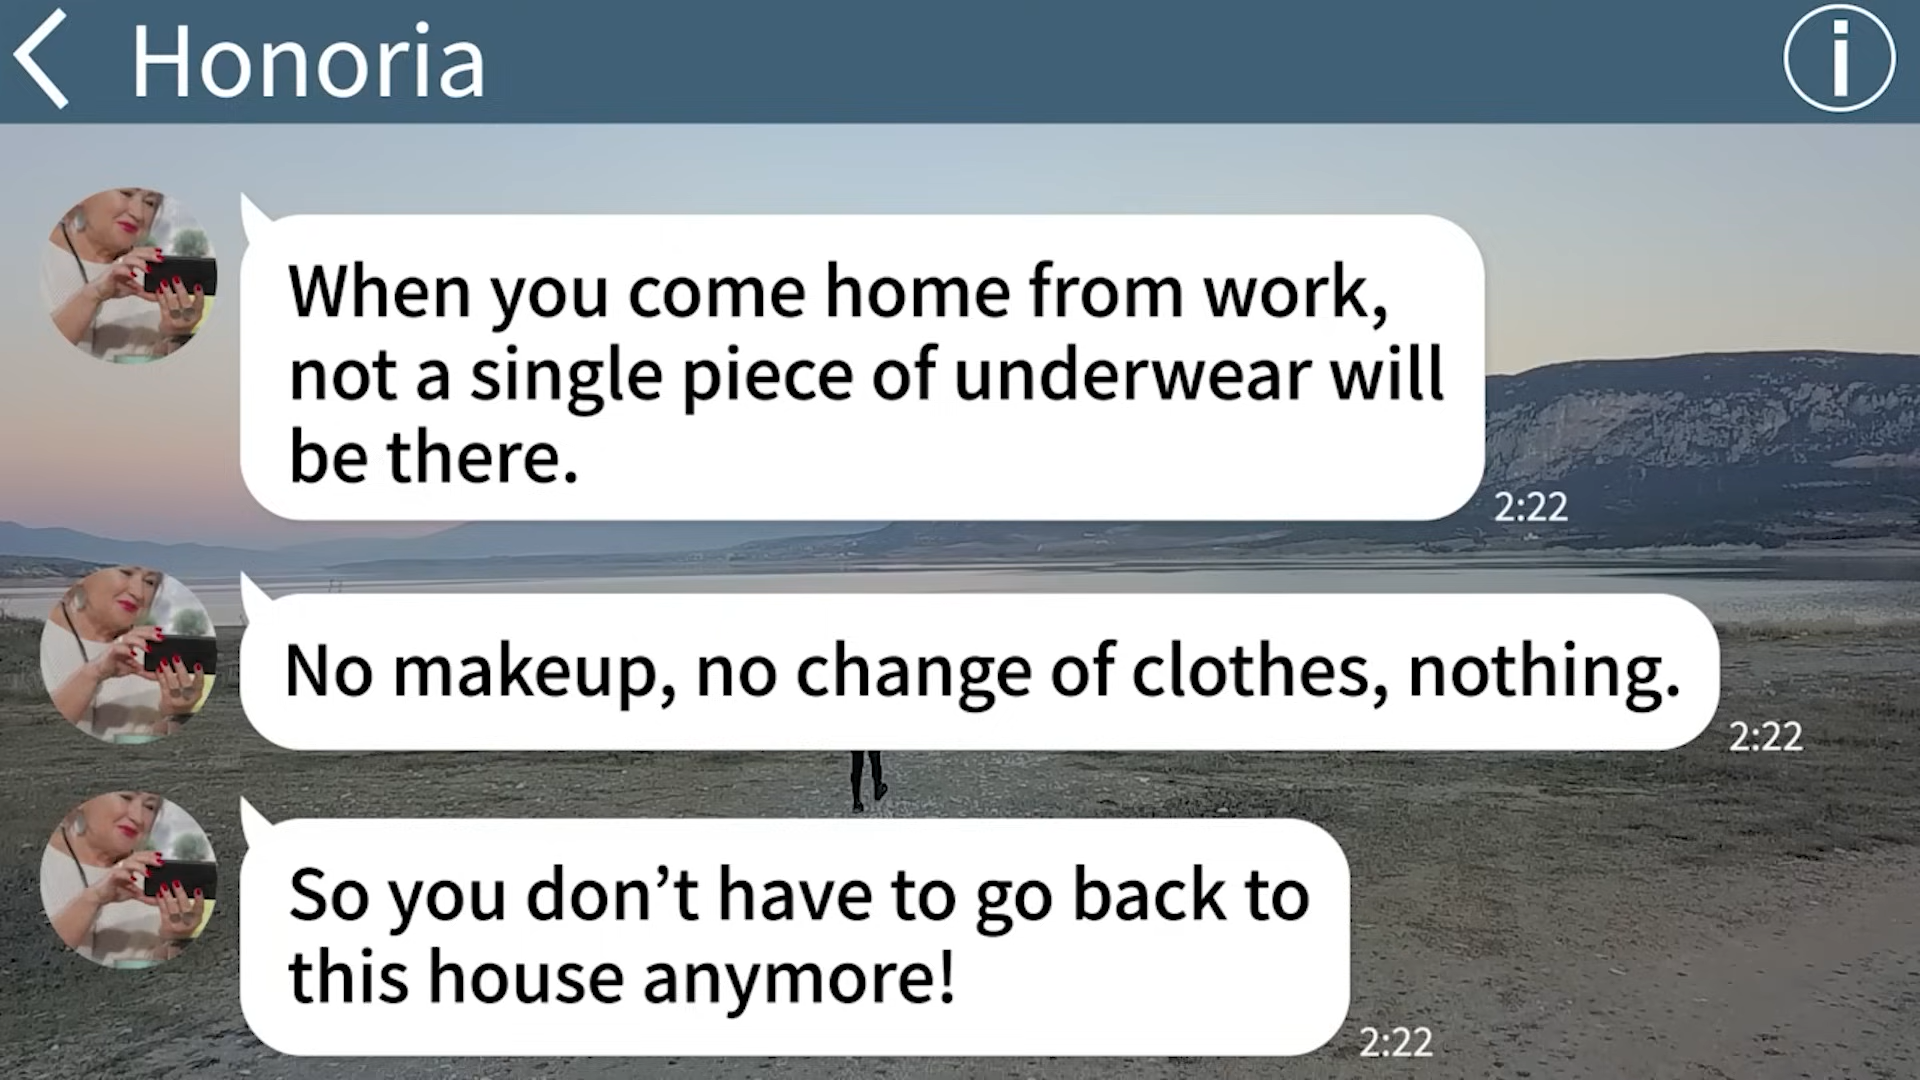 Honoria
When you come home from work,
not a single piece of underwear will
be there.
2:22
No makeup, no change of clothes, nothing.
2:22
So you don’t have to go back to
this house anymore!
2:22